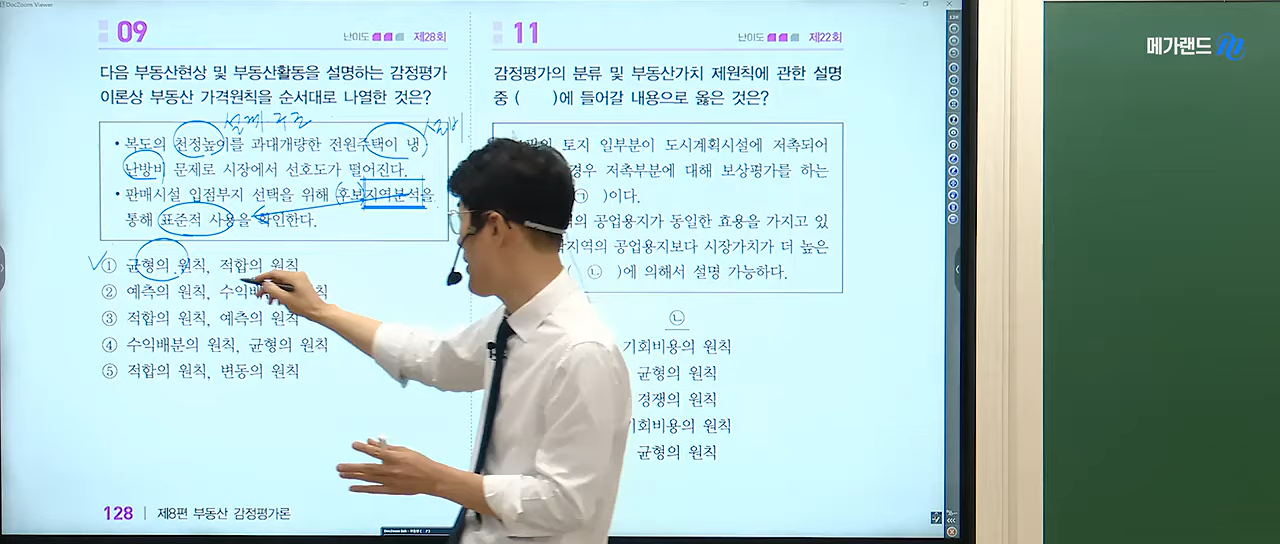 DocZoom Viewer
09
난이도
제28회
다음 부동산현상 및 부동산활동을 설명하는 감정평가
이론상 부동산 가격원칙을 순서대로 나열한 것은?
설계 구조
• 복도의 천정높이를 과대개량한 전원주택이 냉
난방비 문제로 시장에서 선호도가 떨어진다.
• 판매시설 입점부지 선택을 위해 후보지역분석을
통해 표준적 사용을 확인한다.
① 균형의 원칙, 적합의 원칙
② 예측의 원칙,
③ 적합의 원칙, 예측의 원칙
④ 수익배분의 원칙, 균형의 원칙
⑤ 적합의 원칙, 변동의 원칙
128 | 제8편 부동산 감정평가론
11
난이도
제22회
감정평가의 분류 및 부동산가치 제원칙에 관한 설명
중 ( )에 들어갈 내용으로 옳은 것은?
토지 일부분이 도시계획시설에 저촉되어
경우 저촉부분에 대해 보상평가를 하는
㉠ )이다.
공업용지가 동일한 효용을 가지고 있
공업용지보다 시장가치가 더 높은
( ㉡ )에 의해서 설명 가능하다.
㉡
기회비용의 원칙
균형의 원칙
경쟁의 원칙
기회비용의 원칙
균형의 원칙
메가랜드